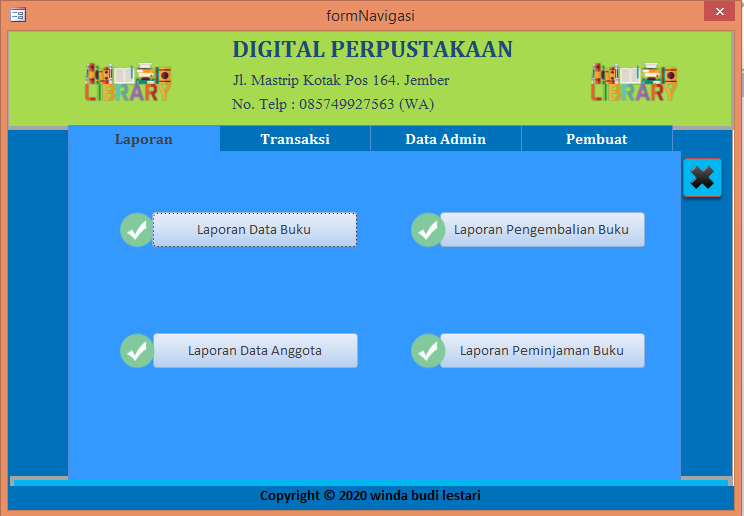 formNavigasi
DIGITAL PERPUSTAKAAN
Jl. Mastrip Kotak Pos 164. Jember
No. Telp : 085749927563 (WA)
LIBRARY
LIBRARY
Laporan
Transaksi
Data Admin
Pembuat
Laporan Data Buku
Laporan Pengembalian Buku
Laporan Data Anggota
Laporan Peminjaman Buku
Copyright © 2020 winda budi lestari